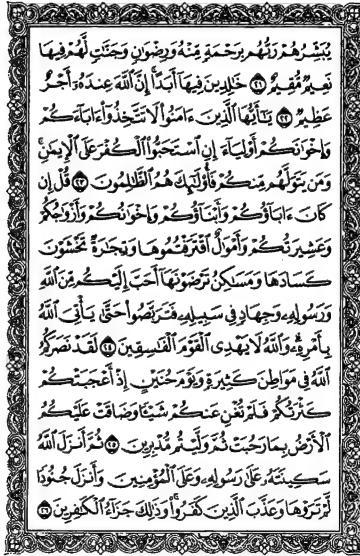 يُبَشِّرُهُمْ رَبُّهُم بِرَحْمَةٍ مِّنْهُ وَرِضْوَٰنٍ وَجَنَّٰتٍ لَّهُمْ فِيهَا
نَعِيمٌ مُّقِيمٌ ٢١ خَٰلِدِينَ فِيهَآ أَبَدًا إِنَّ ٱللَّهَ عِندَهُۥٓ أَجْرٌ
عَظِيمٌ ٢٢ يَٰٓأَيُّهَا ٱلَّذِينَ ءَامَنُوا۟ لَا تَتَّخِذُوٓا۟ ءَابَآءَكُمْ
وَإِخْوَٰنَكُمْ أَوْلِيَآءَ إِنِ ٱسْتَحَبُّوا۟ ٱلْكُفْرَ عَلَى ٱلْإِيمَٰنِ ۚ
وَمَن يَتَوَلَّهُم مِّنكُمْ فَأُو۟لَٰٓئِكَ هُمُ ٱلظَّٰلِمُونَ ٢٣ قُلْ إِن
كَانَ ءَابَآؤُكُمْ وَأَبْنَآؤُكُمْ وَإِخْوَٰنُكُمْ وَأَزْوَٰجُكُمْ
وَعَشِيرَتُكُمْ وَأَمْوَٰلٌ ٱقْتَرَفْتُمُوهَا وَتِجَٰرَةٌ تَخْشَوْنَ
كَسَادَهَا وَمَسَٰكِنُ تَرْضَوْنَهَآ أَحَبَّ إِلَيْكُم مِّنَ ٱللَّهِ
وَرَسُولِهِۦ وَجِهَادٍ فِى سَبِيلِهِۦ فَتَرَبَّصُوا۟ حَتَّىٰ يَأْتِىَ ٱللَّهُ
بِأَمْرِهِۦ ۗ وَٱللَّهُ لَا يَهْدِى ٱلْقَوْمَ ٱلْفَٰسِقِينَ ٢٤ لَقَدْ نَصَرَكُمُ
ٱللَّهُ فِى مَوَاطِنَ كَثِيرَةٍ وَيَوْمَ حُنَيْنٍ إِذْ أَعْجَبَتْكُمْ
كَثْرَتُكُمْ فَلَمْ تُغْنِ عَنكُمْ شَيْـًٔا وَضَاقَتْ عَلَيْكُمُ
ٱلْأَرْضُ بِمَا رَحُبَتْ ثُمَّ وَلَّيْتُم مُّدْبِرِينَ ٢٥ ثُمَّ أَنزَلَ ٱللَّهُ
سَكِينَتَهُۥ عَلَىٰ رَسُولِهِۦ وَعَلَى ٱلْمُؤْمِنِينَ وَأَنزَلَ جُنُودًا
لَّمْ تَرَوْهَا وَعَذَّبَ ٱلَّذِينَ كَفَرُوا۟ ۚ وَذَٰلِكَ جَزَآءُ ٱلْكَٰفِرِينَ ٢٦